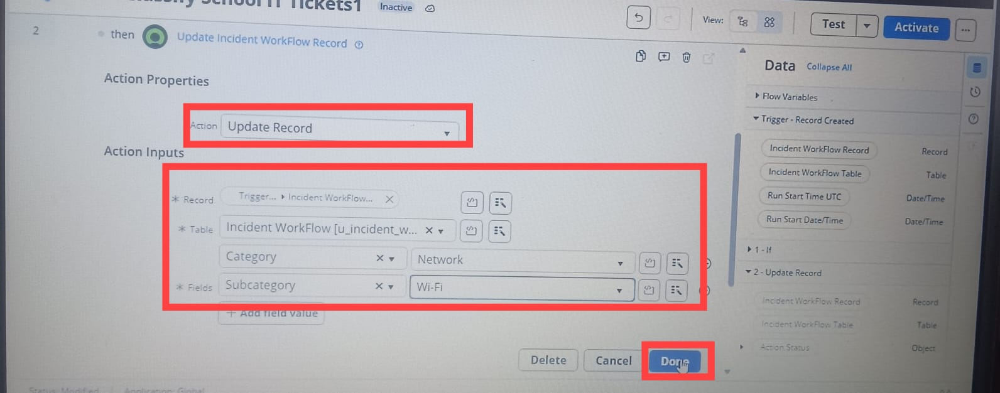 School IT Tickets1 Inactive
View:
Test
Activate
2
then Update Incident WorkFlow Record
Action Properties
Action Update Record
Action Inputs
* Record Trigger... ▸ Incident WorkFlow...
* Table Incident WorkFlow [u_incident_w...
Category Network
* Fields Subcategory Wi-Fi
+ Add field value
Delete Cancel Done
Data Collapse All
Flow Variables
Trigger - Record Created
Incident WorkFlow Record Record
Incident WorkFlow Table Table
Run Start Time UTC Date/Time
Run Start Date/Time Date/Time
1 - If
2 - Update Record
Incident WorkFlow Record Record
Incident WorkFlow Table Table
Action Status Object
Status: Modified | Application: Global